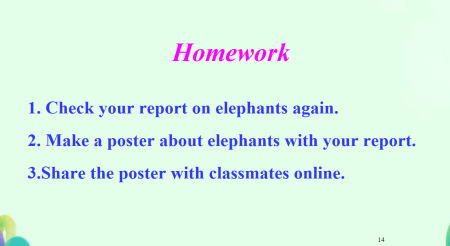 Homework
1. Check your report on elephants again.
2. Make a poster about elephants with your report.
3.Share the poster with classmates online.
14